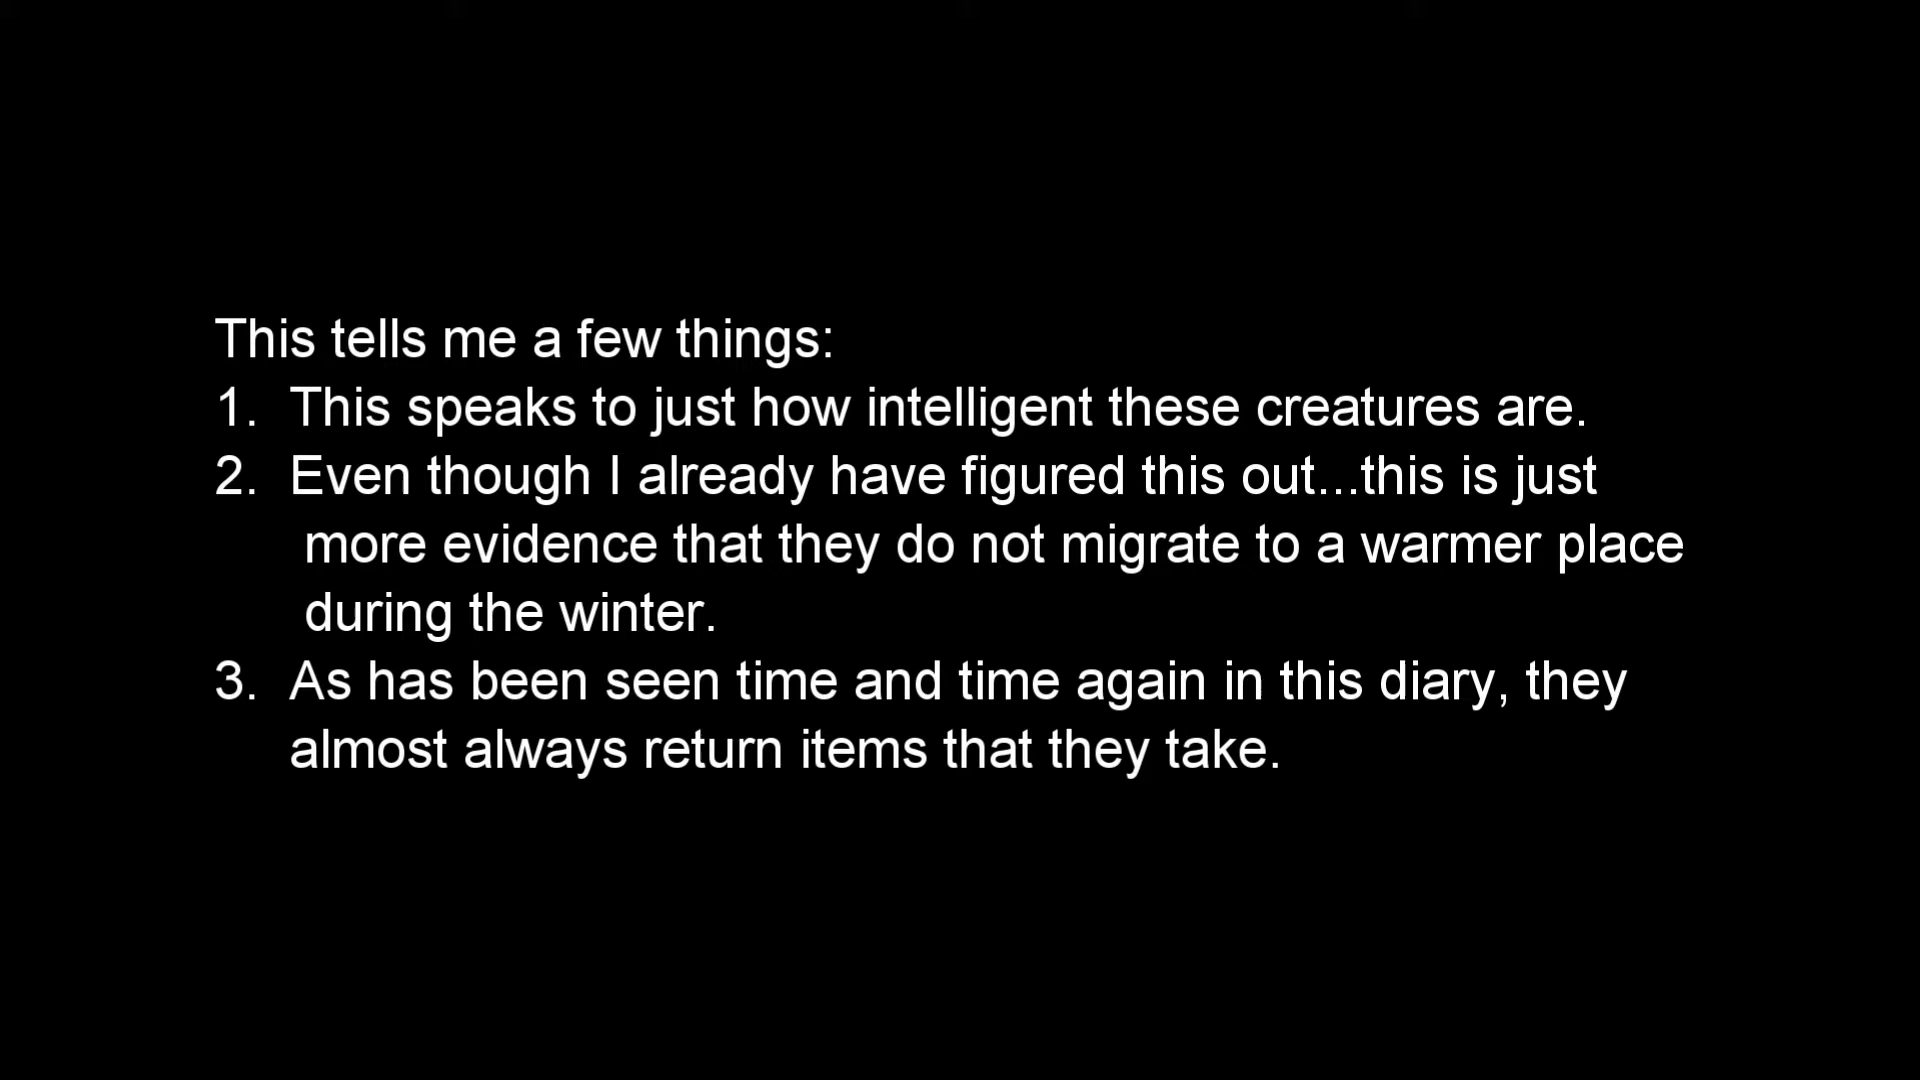 This tells me a few things:
1. This speaks to just how intelligent these creatures are.
2. Even though I already have figured this out...this is just
more evidence that they do not migrate to a warmer place
during the winter.
3. As has been seen time and time again in this diary, they
almost always return items that they take.